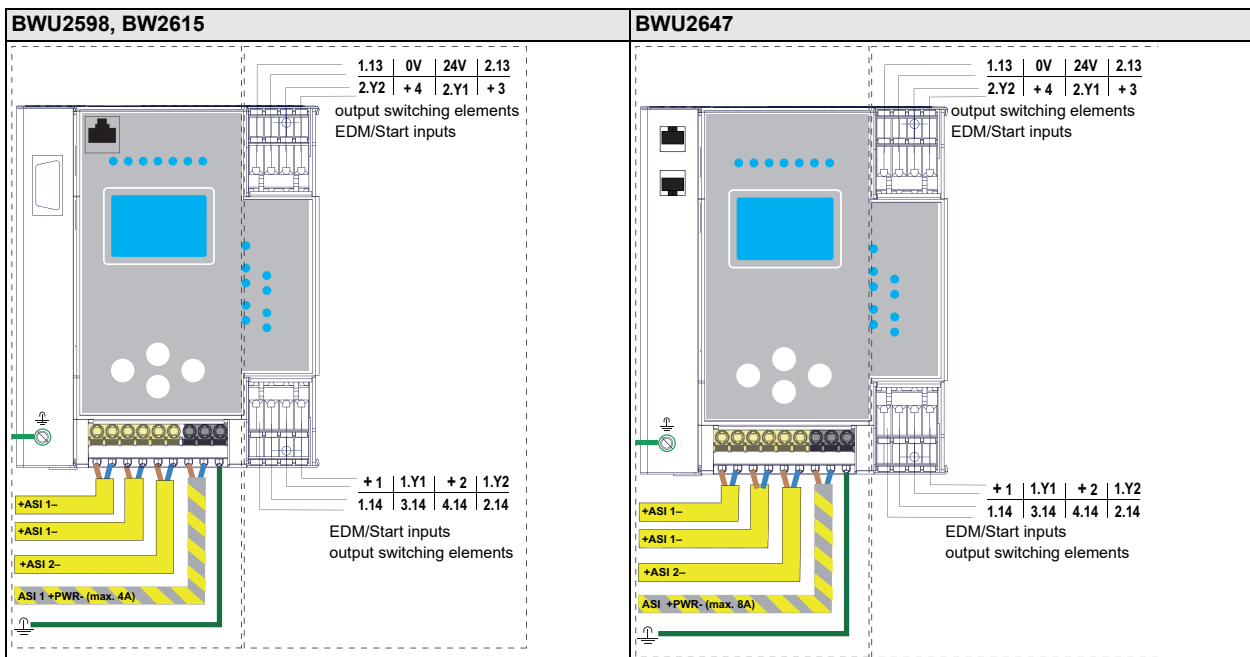 BWU2598, BW2615
1.13 0V 24V 2.13
2.Y2 + 4 2.Y1 + 3
output switching elements
EDM/Start inputs
+ 1 1.Y1 + 2 1.Y2
1.14 3.14 4.14 2.14
EDM/Start inputs
output switching elements
+ASI 1–
+ASI 1–
+ASI 2–
ASI 1 +PWR- (max. 4A)
BWU2647
1.13 0V 24V 2.13
2.Y2 + 4 2.Y1 + 3
output switching elements
EDM/Start inputs
+ 1 1.Y1 + 2 1.Y2
1.14 3.14 4.14 2.14
EDM/Start inputs
output switching elements
+ASI 1–
+ASI 1–
+ASI 2–
ASI +PWR- (max. 8A)